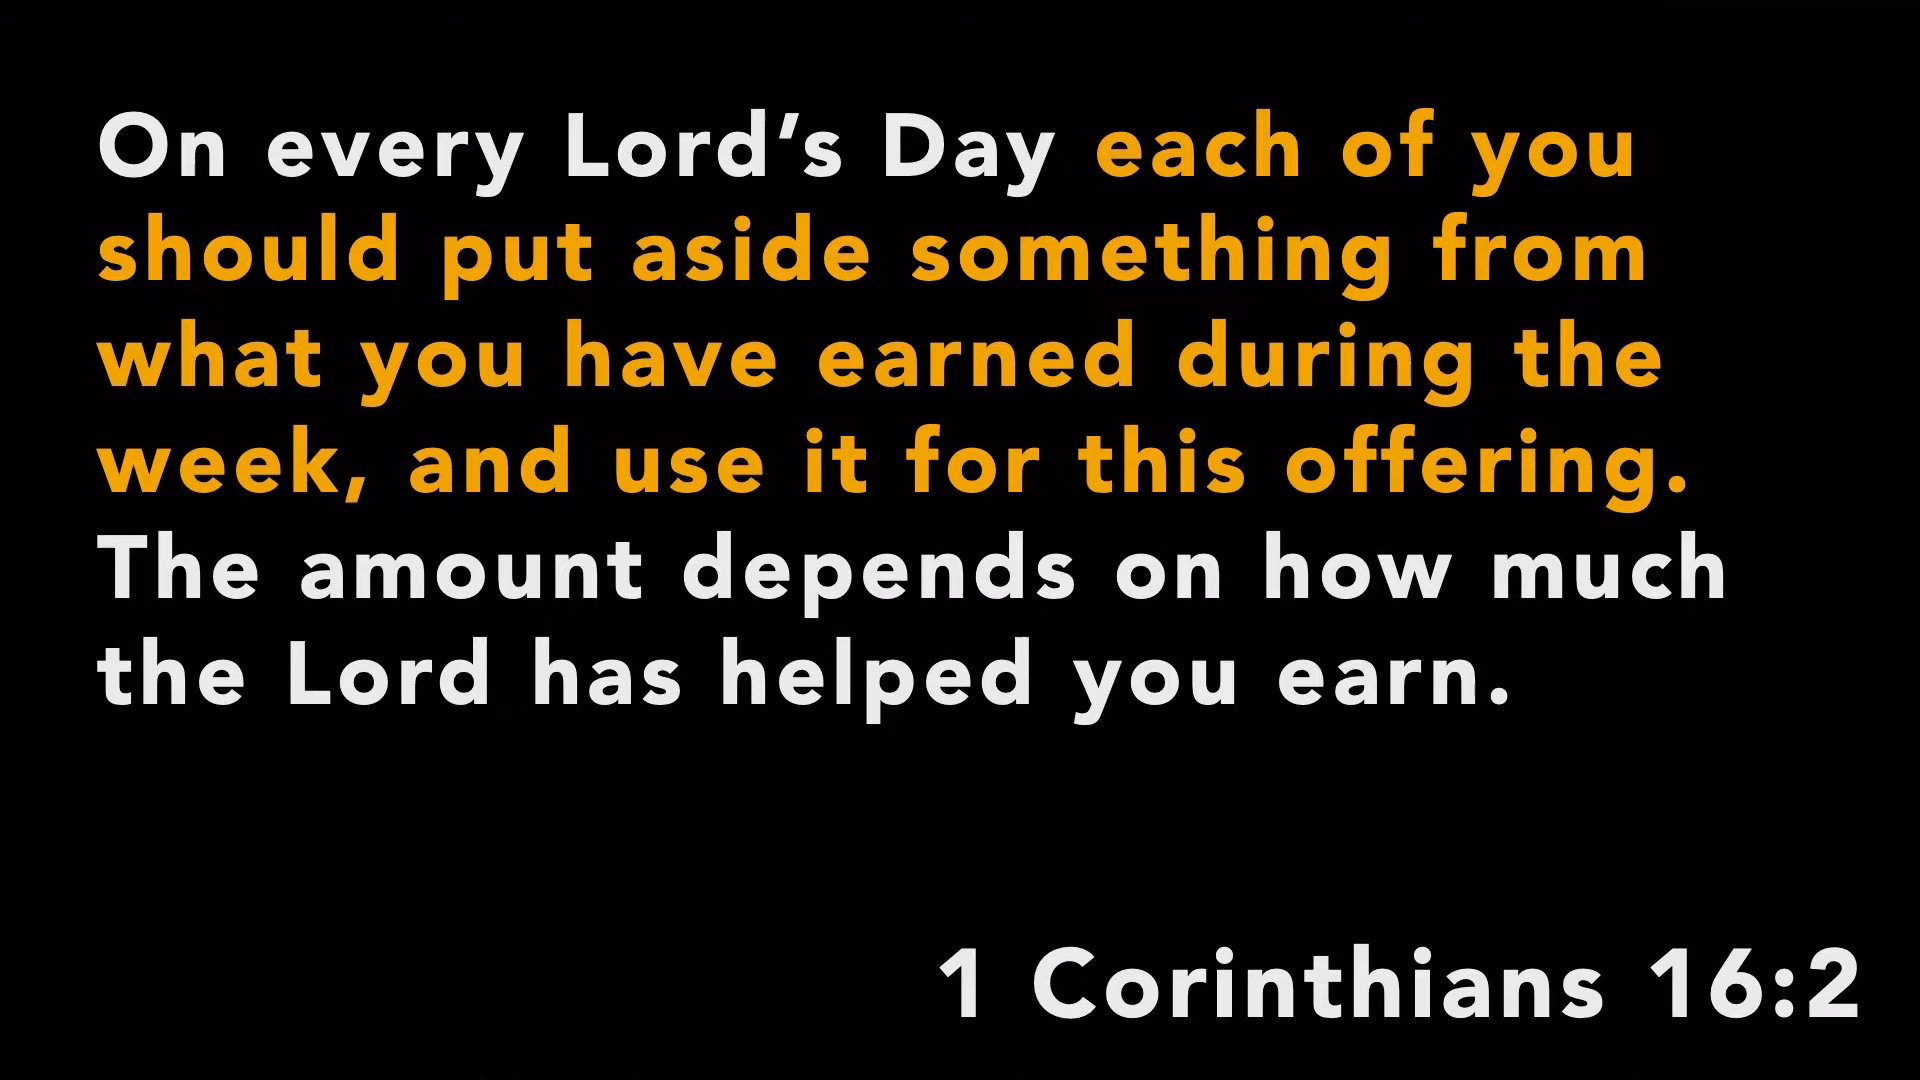 On every Lord’s Day each of you
should put aside something from
what you have earned during the
week, and use it for this offering.
The amount depends on how much
the Lord has helped you earn.
1 Corinthians 16:2